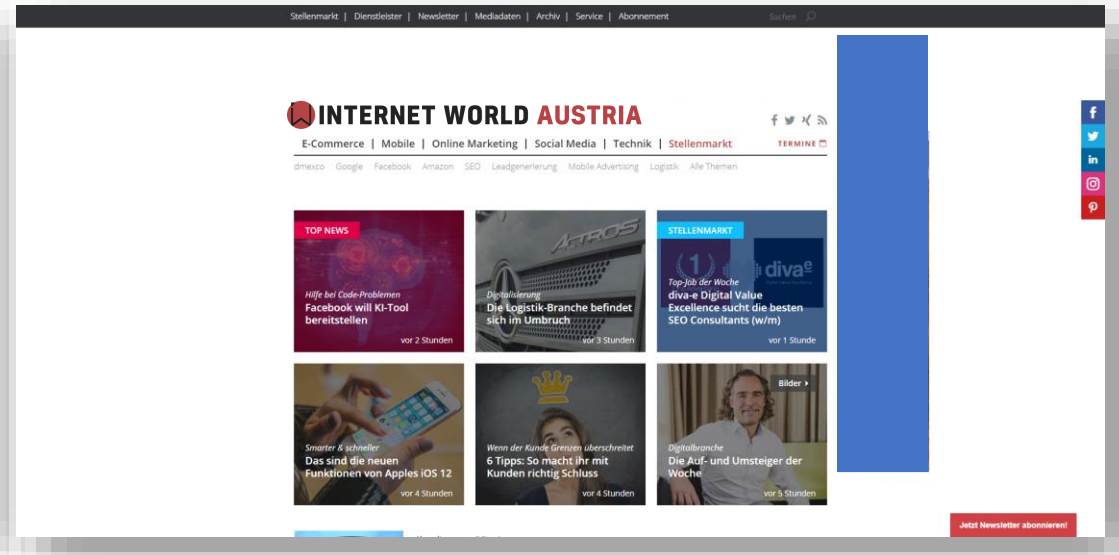 Stellenmarkt | Dienstleister | Newsletter | Mediadaten | Archiv | Service | Abonnement
Suchen
INTERNET WORLD AUSTRIA
E-Commerce | Mobile | Online Marketing | Social Media | Technik | Stellenmarkt
TERMINE
dmexco Google Facebook Amazon SEO Leadgenerierung Mobile Advertising Logistik Alle Themen
TOP NEWS
Hilfe bei Code-Problemen
Facebook will KI-Tool
bereitstellen
vor 2 Stunden
ACTROS
Digitalisierung
Die Logistik-Branche befindet
sich im Umbruch
vor 3 Stunden
STELLENMARKT
(1)
diva-e
Top-Job der Woche
diva-e Digital Value
Excellence sucht die besten
SEO Consultants (w/m)
vor 1 Stunde
Smarter & schneller
Das sind die neuen
Funktionen von Apples iOS 12
vor 4 Stunden
Wenn der Kunde Grenzen überschreitet
6 Tipps: So macht ihr mit
Kunden richtig Schluss
vor 4 Stunden
Bilder
Digitalbranche
Die Auf- und Umsteiger der
Woche
vor 5 Stunden
Jetzt Newsletter abonnieren!